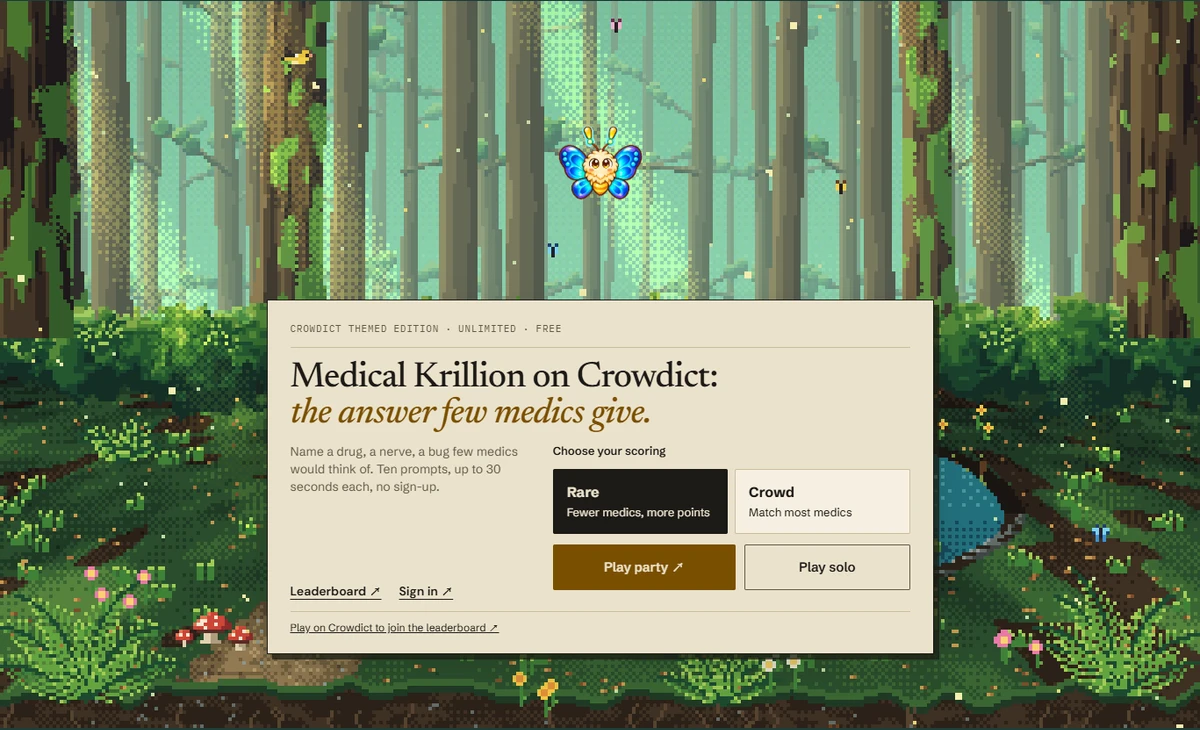 CROWDICT THEMED EDITION · UNLIMITED · FREE
Medical Krillion on Crowdict:
the answer few medics give.
Name a drug, a nerve, a bug few medics
would think of. Ten prompts, up to 30
seconds each, no sign-up.
Choose your scoring
Rare
Fewer medics, more points
Crowd
Match most medics
Play party ↗
Play solo
Leaderboard ↗
Sign in ↗
Play on Crowdict to join the leaderboard ↗